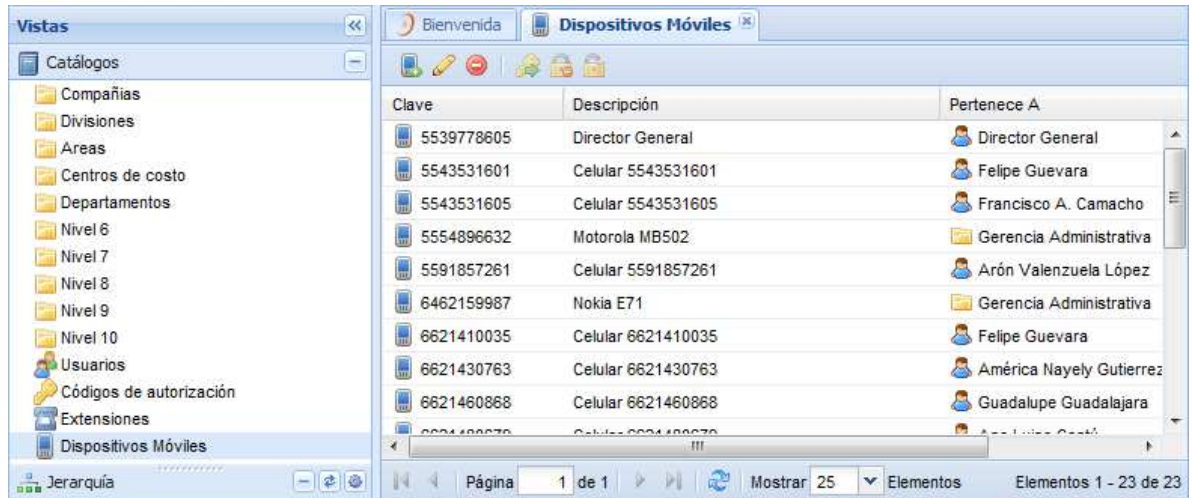 Vistas
Catálogos
Compañias
Divisiones
Areas
Centros de costo
Departamentos
Nivel 6
Nivel 7
Nivel 8
Nivel 9
Nivel 10
Usuarios
Códigos de autorización
Extensiones
Dispositivos Móviles
Jerarquía
Bienvenida Dispositivos Móviles
Clave Descripción Pertenece A
5539778605 Director General Director General
5543531601 Celular 5543531601 Felipe Guevara
5543531605 Celular 5543531605 Francisco A. Camacho
5554896632 Motorola MB502 Gerencia Administrativa
5591857261 Celular 5591857261 Arón Valenzuela López
6462159987 Nokia E71 Gerencia Administrativa
6621410035 Celular 6621410035 Felipe Guevara
6621430763 Celular 6621430763 América Nayely Gutierrez
6621460868 Celular 6621460868 Guadalupe Guadalajara
Página 1 de 1 Mostrar 25 Elementos Elementos 1 - 23 de 23